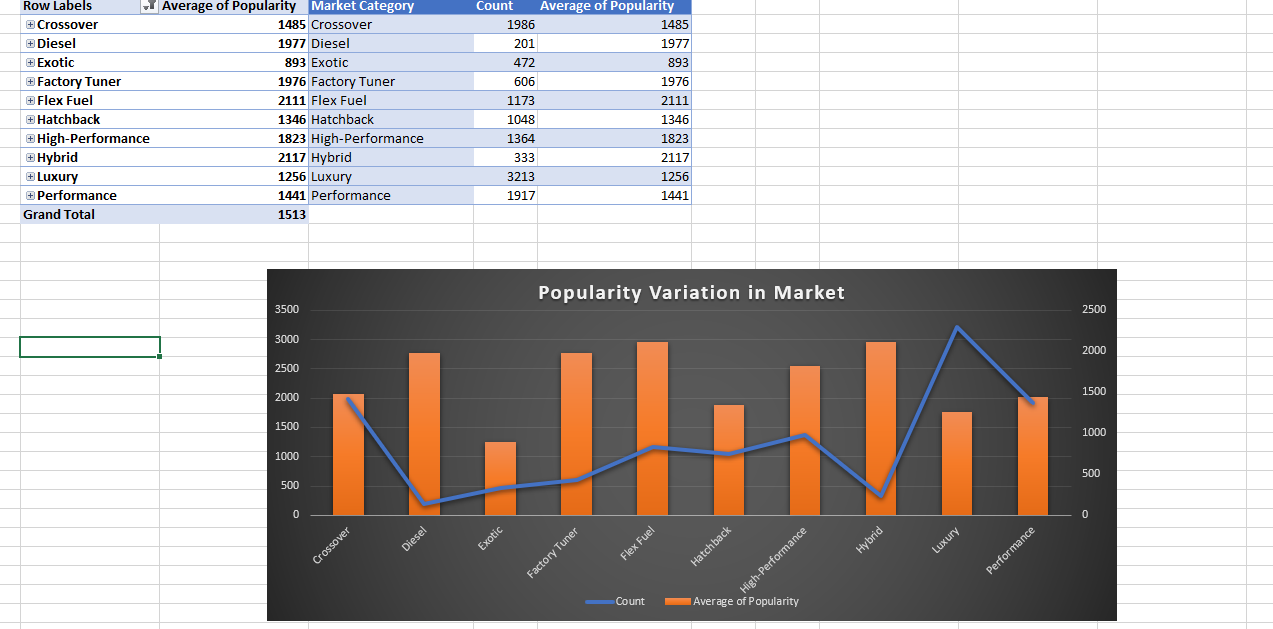 Row Labels Average of Popularity Market Category Count Average of Popularity
Crossover 1485 Crossover 1986 1485
Diesel 1977 Diesel 201 1977
Exotic 893 Exotic 472 893
Factory Tuner 1976 Factory Tuner 606 1976
Flex Fuel 2111 Flex Fuel 1173 2111
Hatchback 1346 Hatchback 1048 1346
High-Performance 1823 High-Performance 1364 1823
Hybrid 2117 Hybrid 333 2117
Luxury 1256 Luxury 3213 1256
Performance 1441 Performance 1917 1441
Grand Total 1513
Popularity Variation in Market
3500 2500
3000
2000
2500
2000 1500
1500
1000
1000
500
500
0 0
Crossover Diesel Exotic Factory Tuner Flex Fuel Hatchback High-Performance Hybrid Luxury Performance
Count Average of Popularity